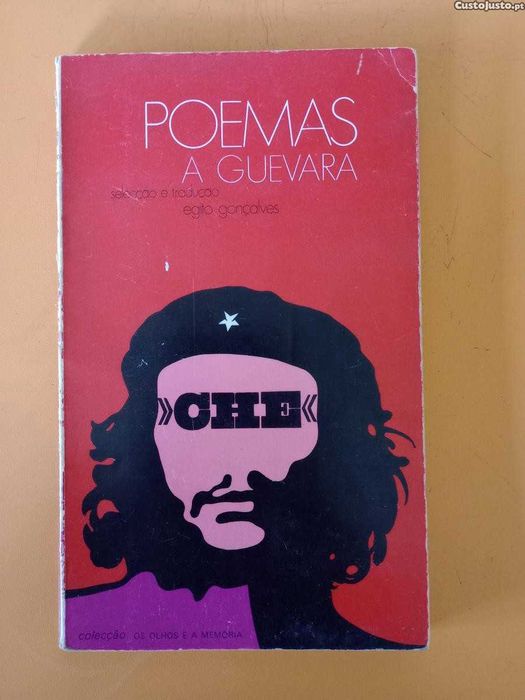 Custojusto.pt
POEMAS
A GUEVARA
selecção e tradução
egito gonçalves
»CHE«
colecção OS OLHOS E A MEMÓRIA